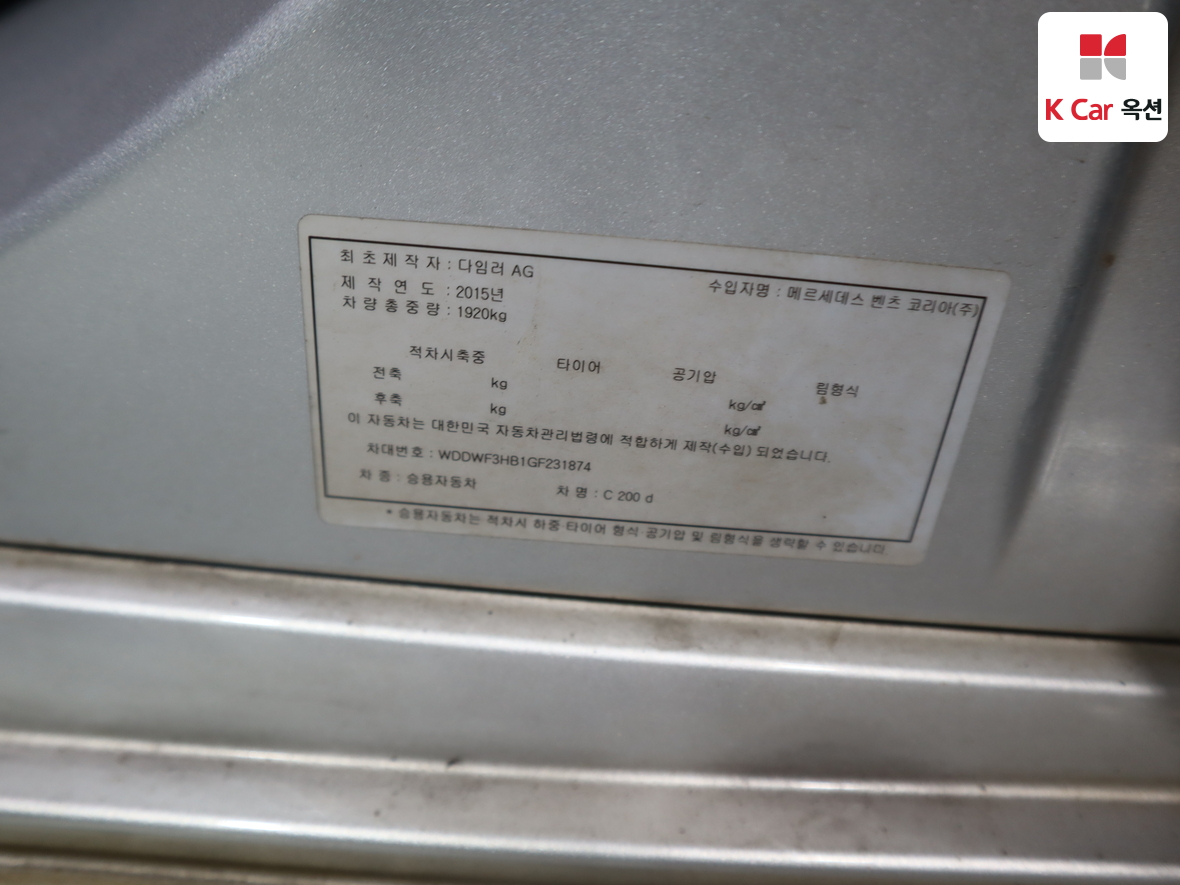 K Car 옥션
최초제작자 : 다임러 AG
수입자명 : 메르세데스 벤츠 코리아(주)
제작연도 : 2015년
차량총중량 : 1920kg
적차시축중 타이어 공기압 림형식
전축 kg kg/㎠
후축 kg kg/㎠
이 자동차는 대한민국 자동차관리법령에 적합하게 제작(수입) 되었습니다.
차대번호 : WDDWF3HB1GF231874
차종 : 승용자동차 차명 : C 200 d
* 승용자동차는 적차시 하중·타이어 형식·공기압 및 림형식을 생략할 수 있습니다.